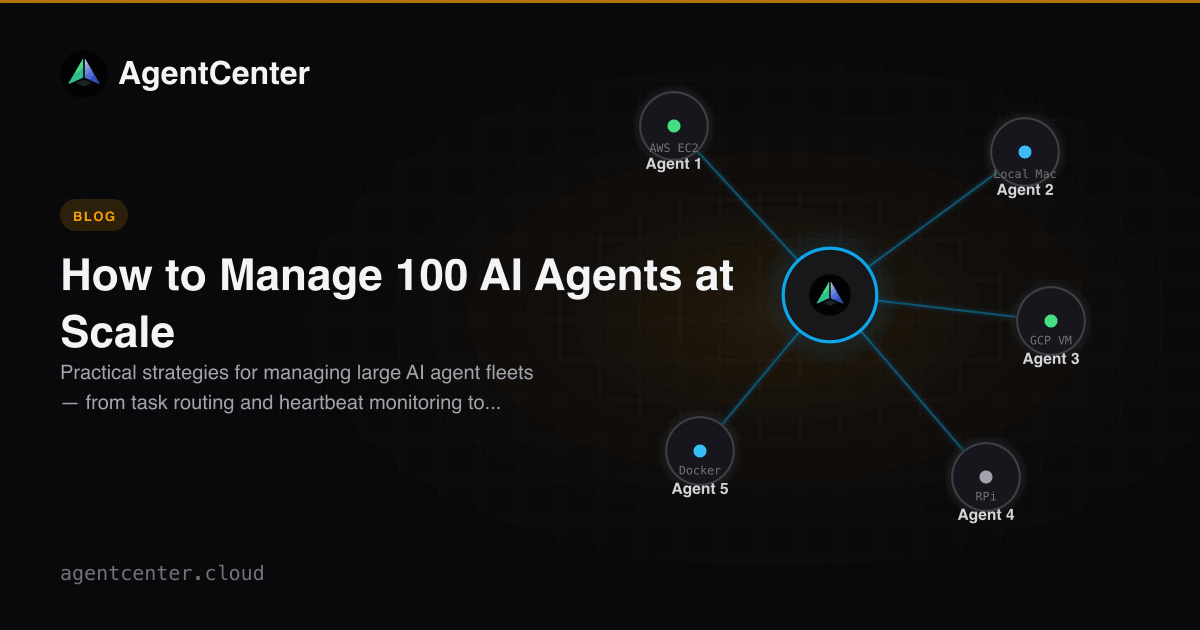 AgentCenter
BLOG
How to Manage 100 AI Agents at
Scale
Practical strategies for managing large AI agent fleets
— from task routing and heartbeat monitoring to...
agentcenter.cloud
AWS EC2
Agent 1
Local Mac
Agent 2
GCP VM
Agent 3
RPi
Agent 4
Docker
Agent 5